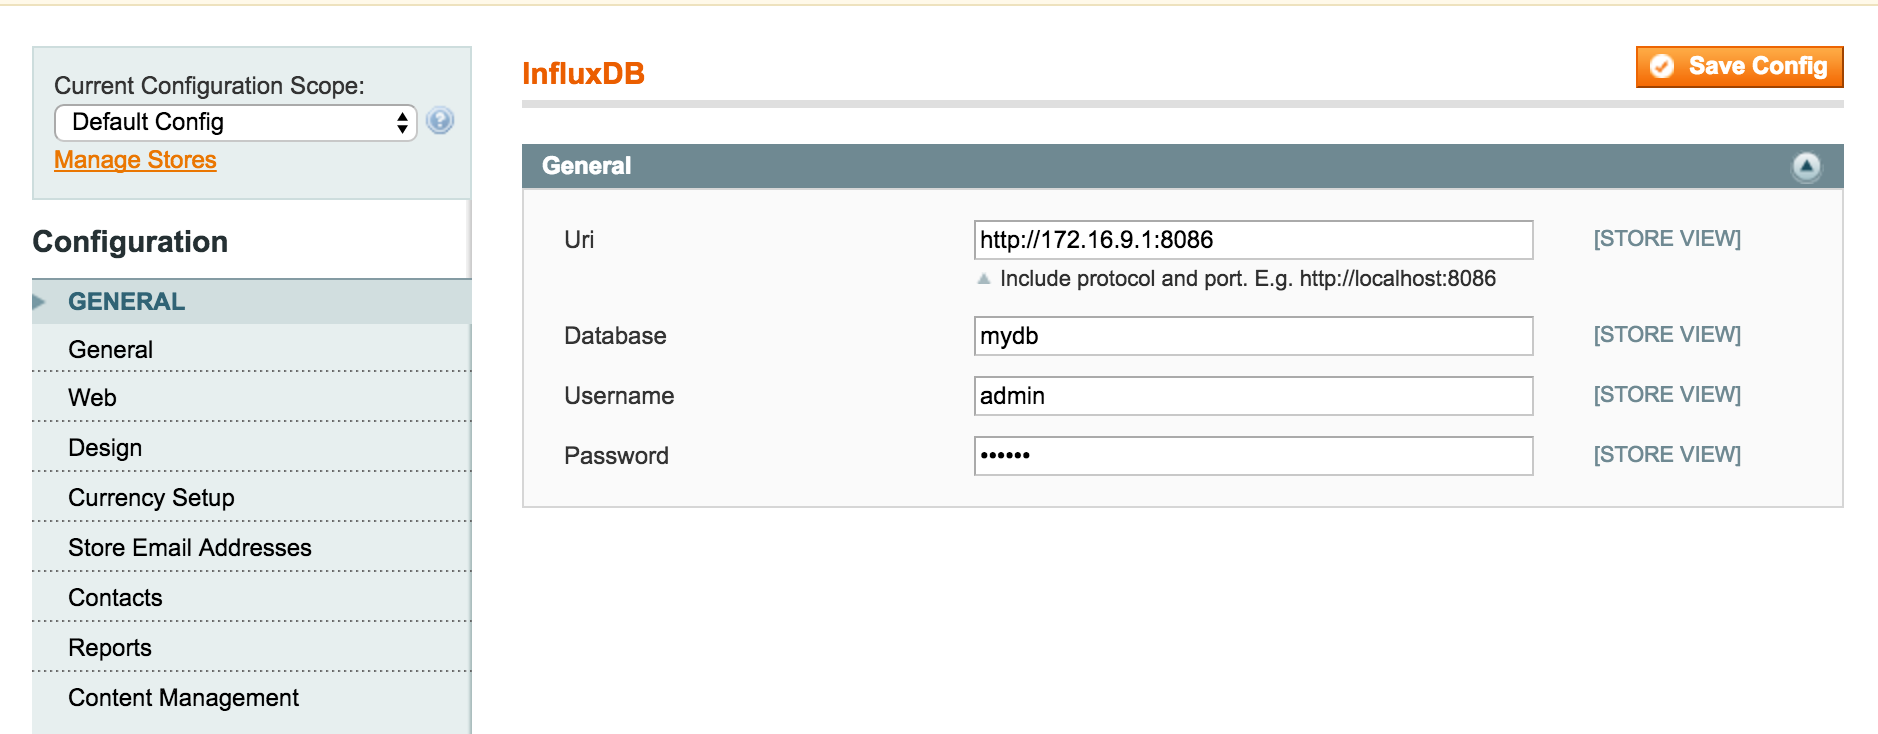 Current Configuration Scope:
Default Config
Manage Stores
Configuration
GENERAL
General
Web
Design
Currency Setup
Store Email Addresses
Contacts
Reports
Content Management
InfluxDB
Save Config
General
Uri
http://172.16.9.1:8086
[STORE VIEW]
Include protocol and port. E.g. http://localhost:8086
Database
mydb
[STORE VIEW]
Username
admin
[STORE VIEW]
Password
••••••
[STORE VIEW]